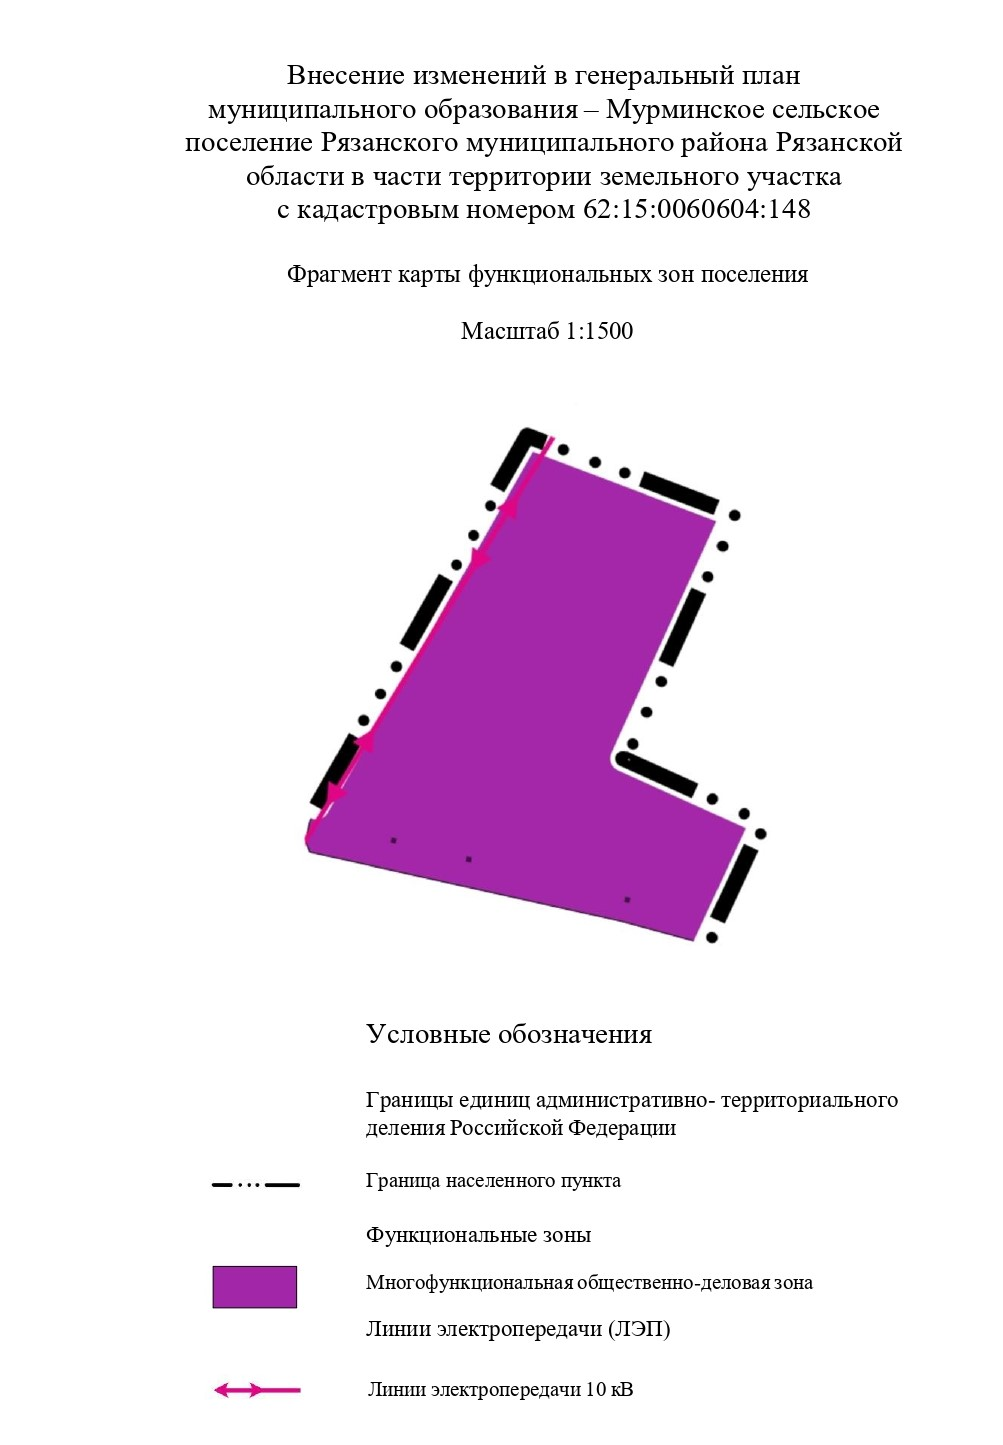 Внесение изменений в генеральный план
муниципального образования – Мурминское сельское
поселение Рязанского муниципального района Рязанской
области в части территории земельного участка
с кадастровым номером 62:15:0060604:148
Фрагмент карты функциональных зон поселения
Масштаб 1:1500
Условные обозначения
Границы единиц административно- территориального
деления Российской Федерации
Граница населенного пункта
Функциональные зоны
Многофункциональная общественно-деловая зона
Линии электропередачи (ЛЭП)
Линии электропередачи 10 кВ